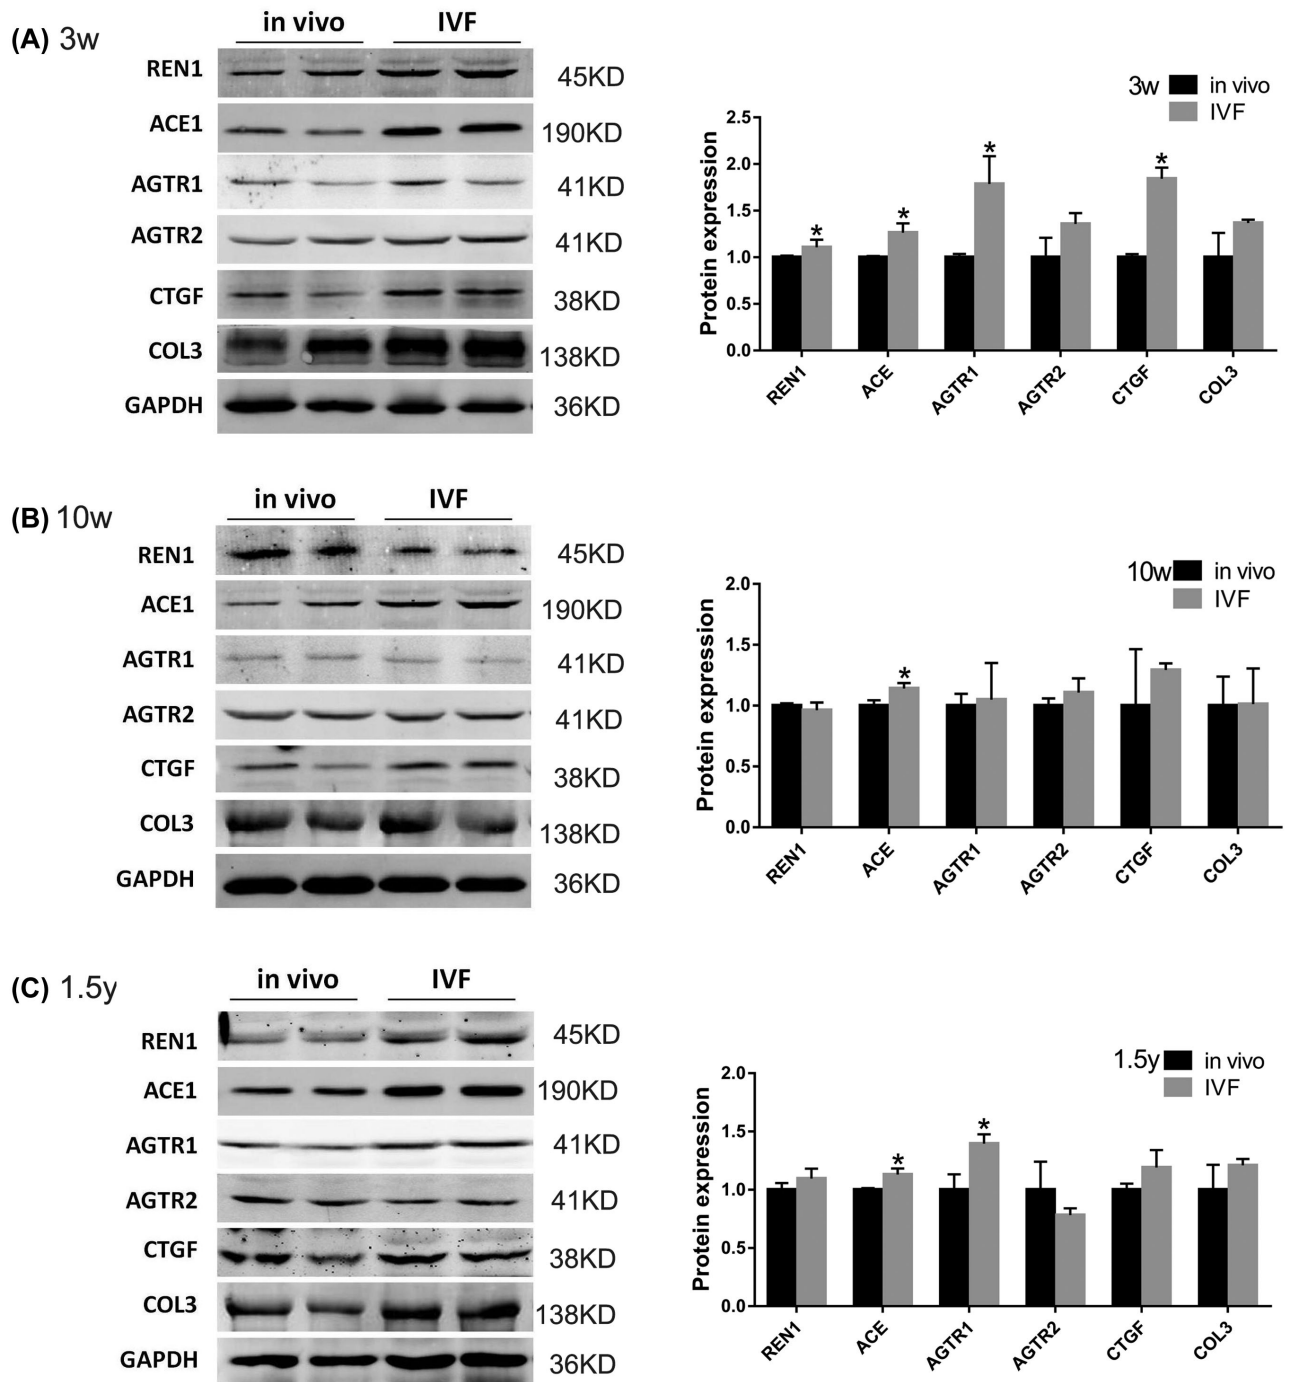 (A) 3w
in vivo IVF
REN1 45KD
ACE1 190KD
AGTR1 41KD
AGTR2 41KD
CTGF 38KD
COL3 138KD
GAPDH 36KD
3w in vivo
IVF
Protein expression
2.5
2.0
1.5
1.0
0.5
0.0
* * * *
REN1 ACE AGTR1 AGTR2 CTGF COL3
(B) 10w
in vivo IVF
REN1 45KD
ACE1 190KD
AGTR1 41KD
AGTR2 41KD
CTGF 38KD
COL3 138KD
GAPDH 36KD
10w in vivo
IVF
Protein expression
2.0
1.5
1.0
0.5
0.0
*
REN1 ACE AGTR1 AGTR2 CTGF COL3
(C) 1.5y
in vivo IVF
REN1 45KD
ACE1 190KD
AGTR1 41KD
AGTR2 41KD
CTGF 38KD
COL3 138KD
GAPDH 36KD
1.5y in vivo
IVF
Protein expression
2.0
1.5
1.0
0.5
0.0
* *
REN1 ACE AGTR1 AGTR2 CTGF COL3